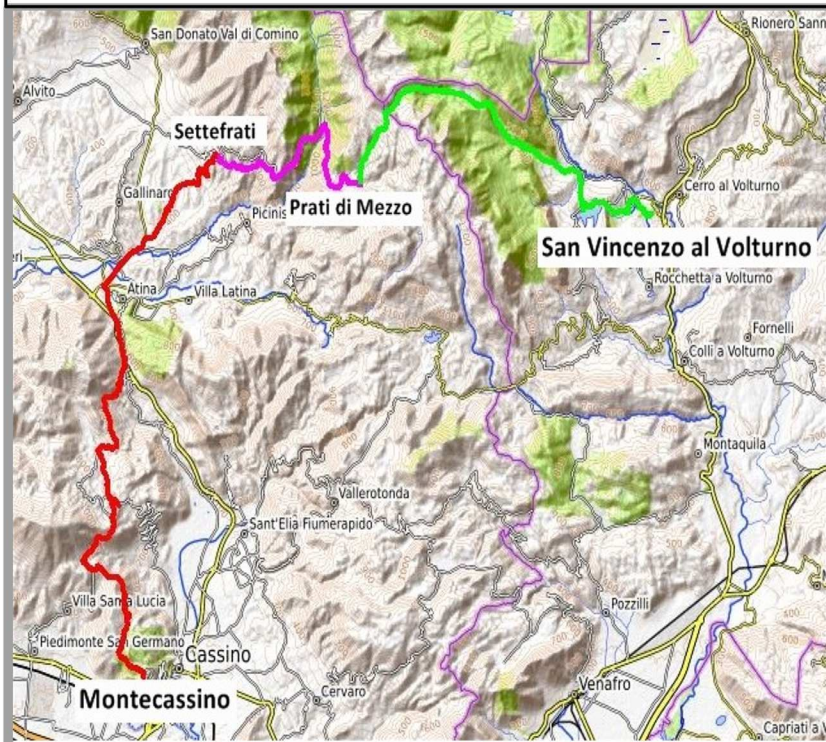 San Donato Val di Comino
Rionero Sann
Alvito
Settefrati
Gallinaro
Picinis
Prati di Mezzo
Cerro al Volturno
San Vincenzo al Volturno
Rocchetta a Volturno
Atina
Villa Latina
Fornelli
Colli a Volturno
Montaquila
Vallerotonda
Sant'Elia Fiumerapido
Villa Santa Lucia
Pozzilli
Piedimonte San Germano
Cassino
Montecassino
Cervaro
Venafro
Capriati a V